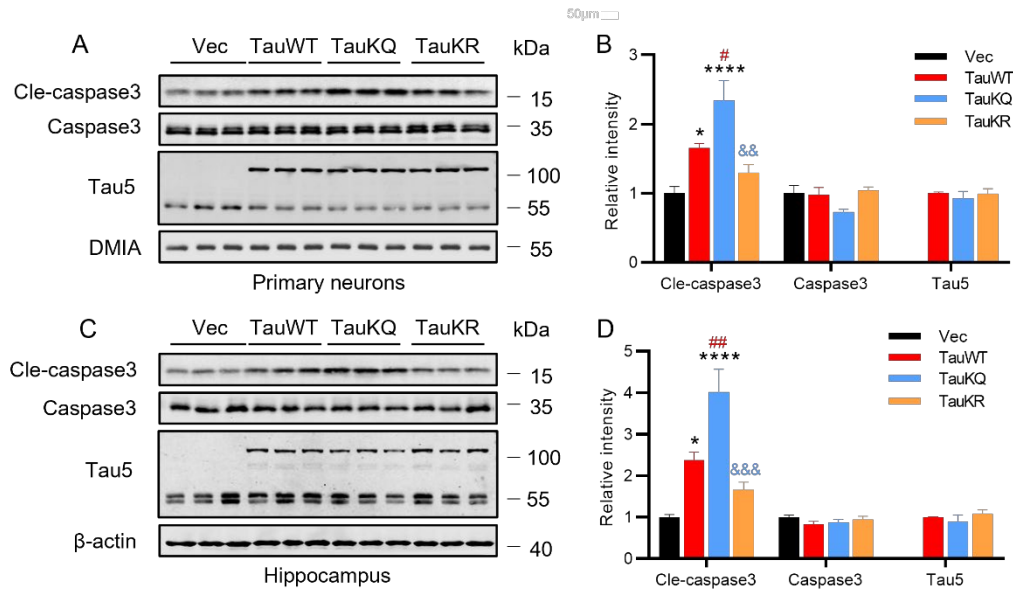 50μm
A
Vec TauWT TauKQ TauKR kDa
Cle-caspase3
15
Caspase3
35
Tau5
100
55
DMIA
55
Primary neurons
B
Relative intensity
3
2
1
0
#
****
*
&&
Cle-caspase3 Caspase3 Tau5
Vec
TauWT
TauKQ
TauKR
C
Vec TauWT TauKQ TauKR kDa
Cle-caspase3
15
Caspase3
35
Tau5
100
55
β-actin
40
Hippocampus
D
Relative intensity
5
4
3
2
1
0
##
****
*
&&&
Cle-caspase3 Caspase3 Tau5
Vec
TauWT
TauKQ
TauKR